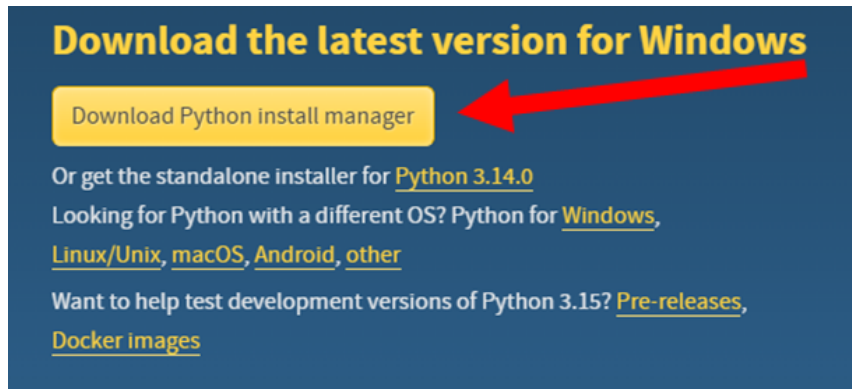 Download the latest version for Windows
Download Python install manager
Or get the standalone installer for Python 3.14.0
Looking for Python with a different OS? Python for Windows,
Linux/Unix, macOS, Android, other
Want to help test development versions of Python 3.15? Pre-releases,
Docker images